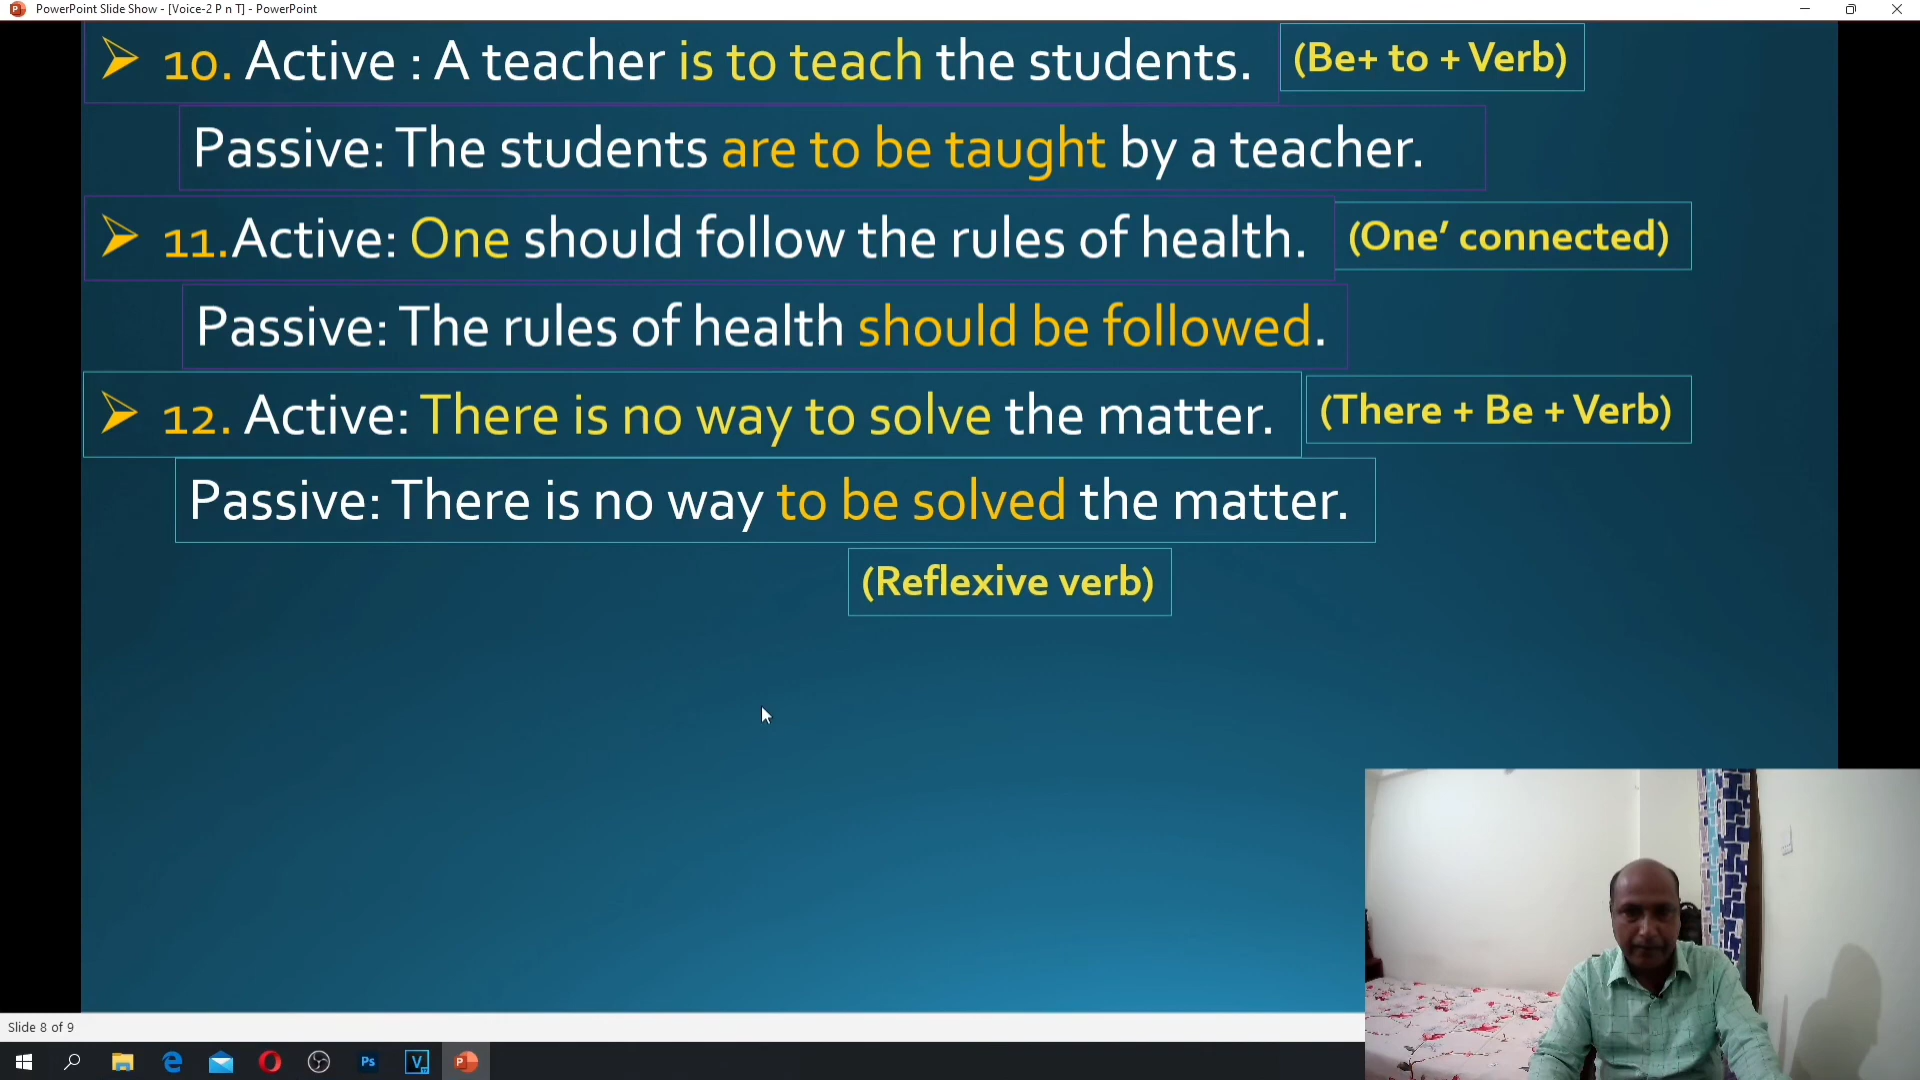 PowerPoint Slide Show - [Voice-2 P n T] - PowerPoint
10. Active : A teacher is to teach the students. (Be+ to + Verb)
Passive: The students are to be taught by a teacher.
11.Active: One should follow the rules of health. (One’ connected)
Passive: The rules of health should be followed.
12. Active: There is no way to solve the matter. (There + Be + Verb)
Passive: There is no way to be solved the matter.
(Reflexive verb)
Slide 8 of 9